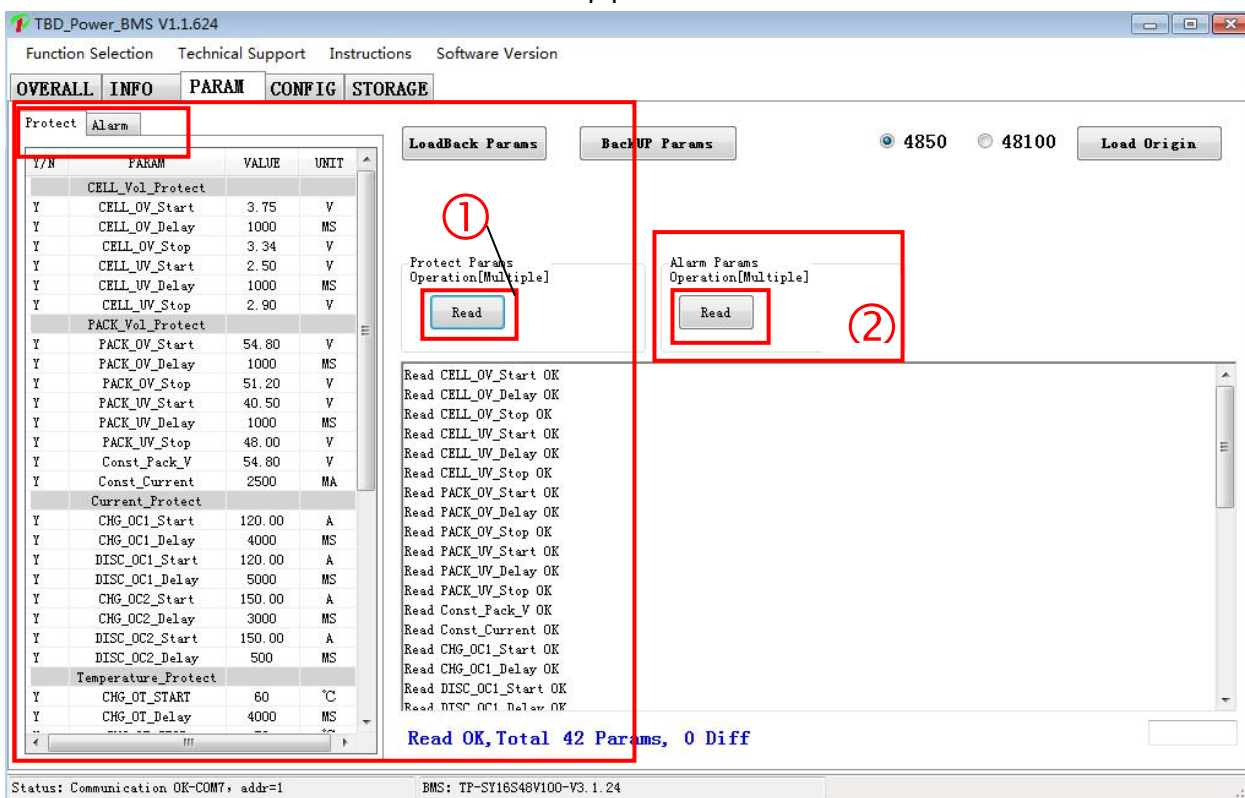 TBD_Power_BMS V1.1.624
Function Selection Technical Support Instructions Software Version
OVERALL INFO PARAM CONFIG STORAGE
Protect Alarm
Y/N PARAM VALUE UNIT
CELL_Vol_Protect
Y CELL_OV_Start 3.75 V
Y CELL_OV_Delay 1000 MS
Y CELL_OV_Stop 3.34 V
Y CELL_UV_Start 2.50 V
Y CELL_UV_Delay 1000 MS
Y CELL_UV_Stop 2.90 V
PACK_Vol_Protect
Y PACK_OV_Start 54.80 V
Y PACK_OV_Delay 1000 MS
Y PACK_OV_Stop 51.20 V
Y PACK_UV_Start 40.50 V
Y PACK_UV_Delay 1000 MS
Y PACK_UV_Stop 48.00 V
Y Const_Pack_V 54.80 V
Y Const_Current 2500 MA
Current_Protect
Y CHG_OC1_Start 120.00 A
Y CHG_OC1_Delay 4000 MS
Y DISC_OC1_Start 120.00 A
Y DISC_OC1_Delay 5000 MS
Y CHG_OC2_Start 150.00 A
Y CHG_OC2_Delay 3000 MS
Y DISC_OC2_Start 150.00 A
Y DISC_OC2_Delay 500 MS
Temperature_Protect
Y CHG_OT_START 60 ℃
Y CHG_OT_Delay 4000 MS
LoadBack Params BackUP Params 4850 48100 Load Origin
①
Protect Params
Operation[Multiple]
Read
Alarm Params
Operation[Multiple]
Read
②
Read CELL_OV_Start OK
Read CELL_OV_Delay OK
Read CELL_OV_Stop OK
Read CELL_UV_Start OK
Read CELL_UV_Delay OK
Read CELL_UV_Stop OK
Read PACK_OV_Start OK
Read PACK_OV_Delay OK
Read PACK_OV_Stop OK
Read PACK_UV_Start OK
Read PACK_UV_Delay OK
Read PACK_UV_Stop OK
Read Const_Pack_V OK
Read Const_Current OK
Read CHG_OC1_Start OK
Read CHG_OC1_Delay OK
Read DISC_OC1_Start OK
Read DISC_OC1_Delay OK
Read OK,Total 42 Params, 0 Diff
Status: Communication OK-COM7, addr=1 BMS: TP-SY16S48V100-V3.1.24